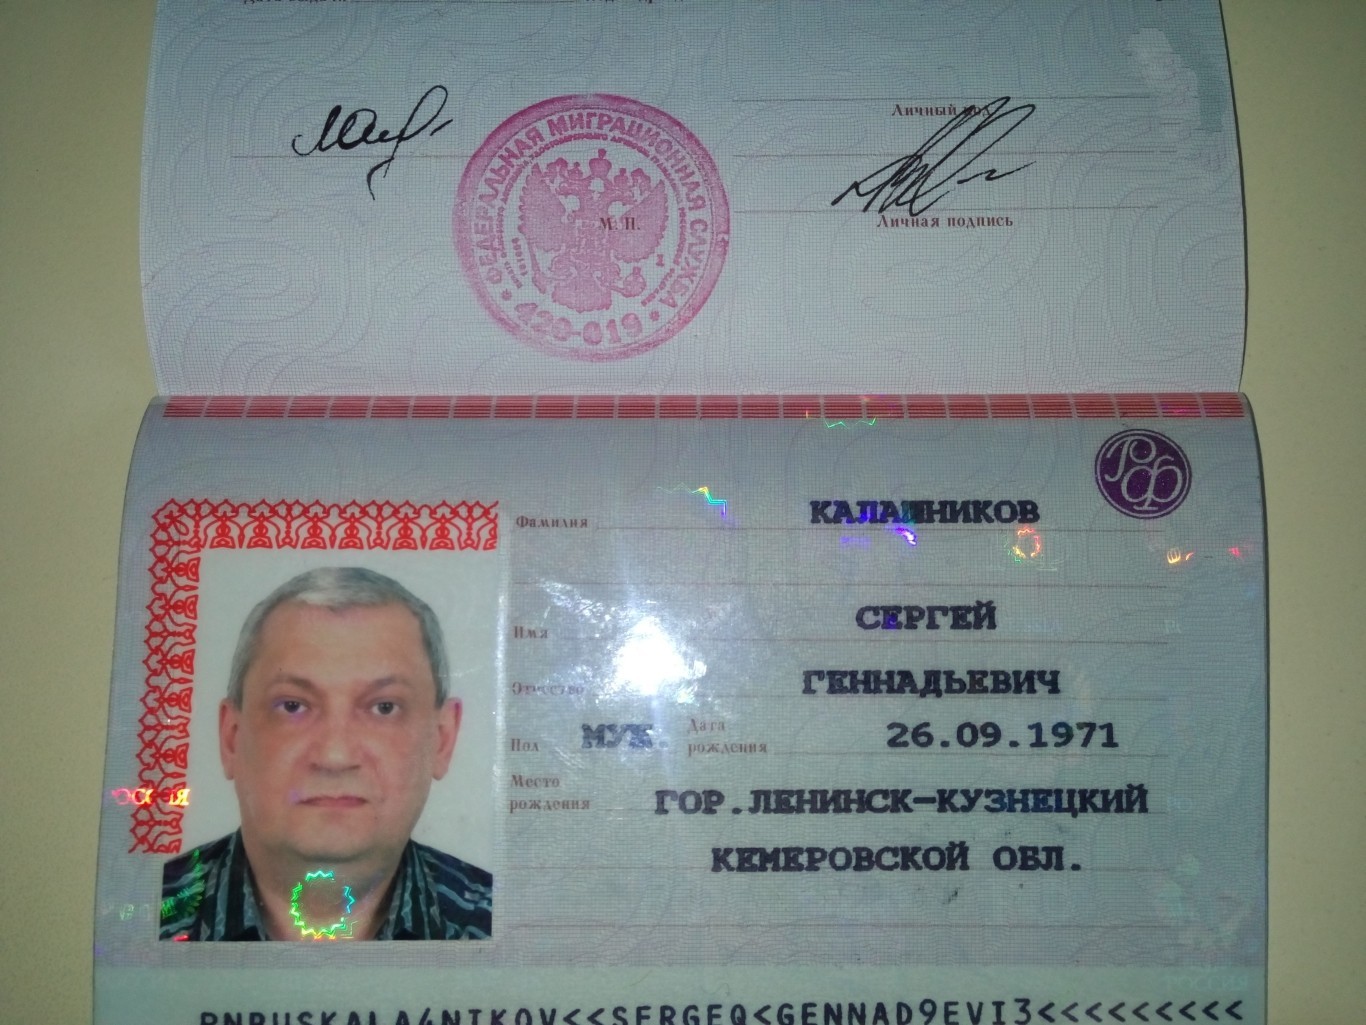 Личный код
ФЕДЕРАЛЬНАЯ МИГРАЦИОННАЯ СЛУЖБА
М. П.
420-019
Личная подпись
РФ
Фамилия КАЛАШНИКОВ
Имя СЕРГЕЙ
Отчество ГЕННАДЬЕВИЧ
Пол МУЖ. Дата рождения 26.09.1971
Место рождения ГОР.ЛЕНИНСК-КУЗНЕЦКИЙ
КЕМЕРОВСКОЙ ОБЛ.
РОССИЯ
PNRUSKALA4NIKOV<<SERGEQ<GENNAD9EVI3<<<<<<<<<